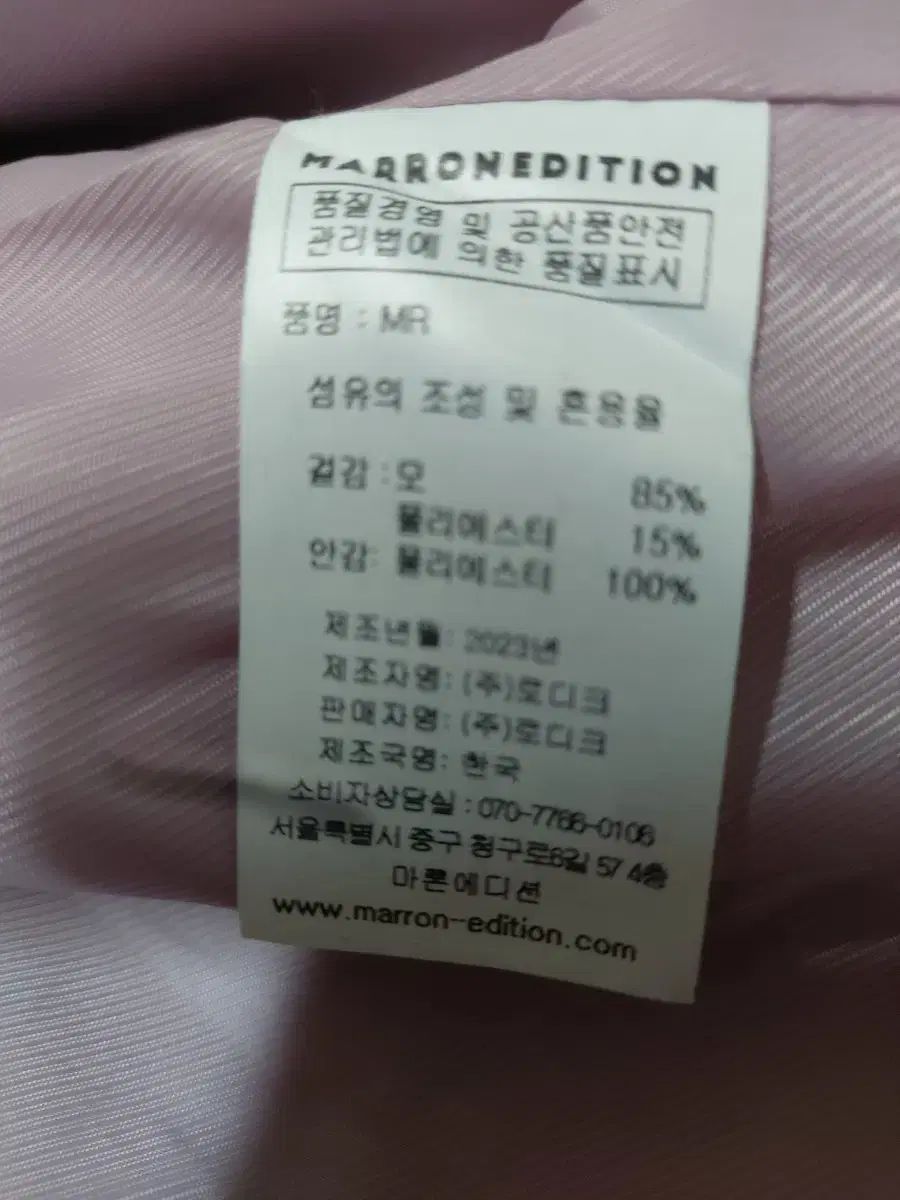 MARRONEDITION
품질경영 및 공산품안전
관리법에 의한 품질표시
품명 : MR
섬유의 조성 및 혼용율
겉감 : 모 85%
폴리에스터 15%
안감: 폴리에스터 100%
제조년월: 2023년
제조자명: (주)로디크
판매자명: (주)로디크
제조국명: 한국
소비자상담실 : 070-7766-0106
서울특별시 중구 청구로6길 57 4층
마론에디션
www.marron-edition.com